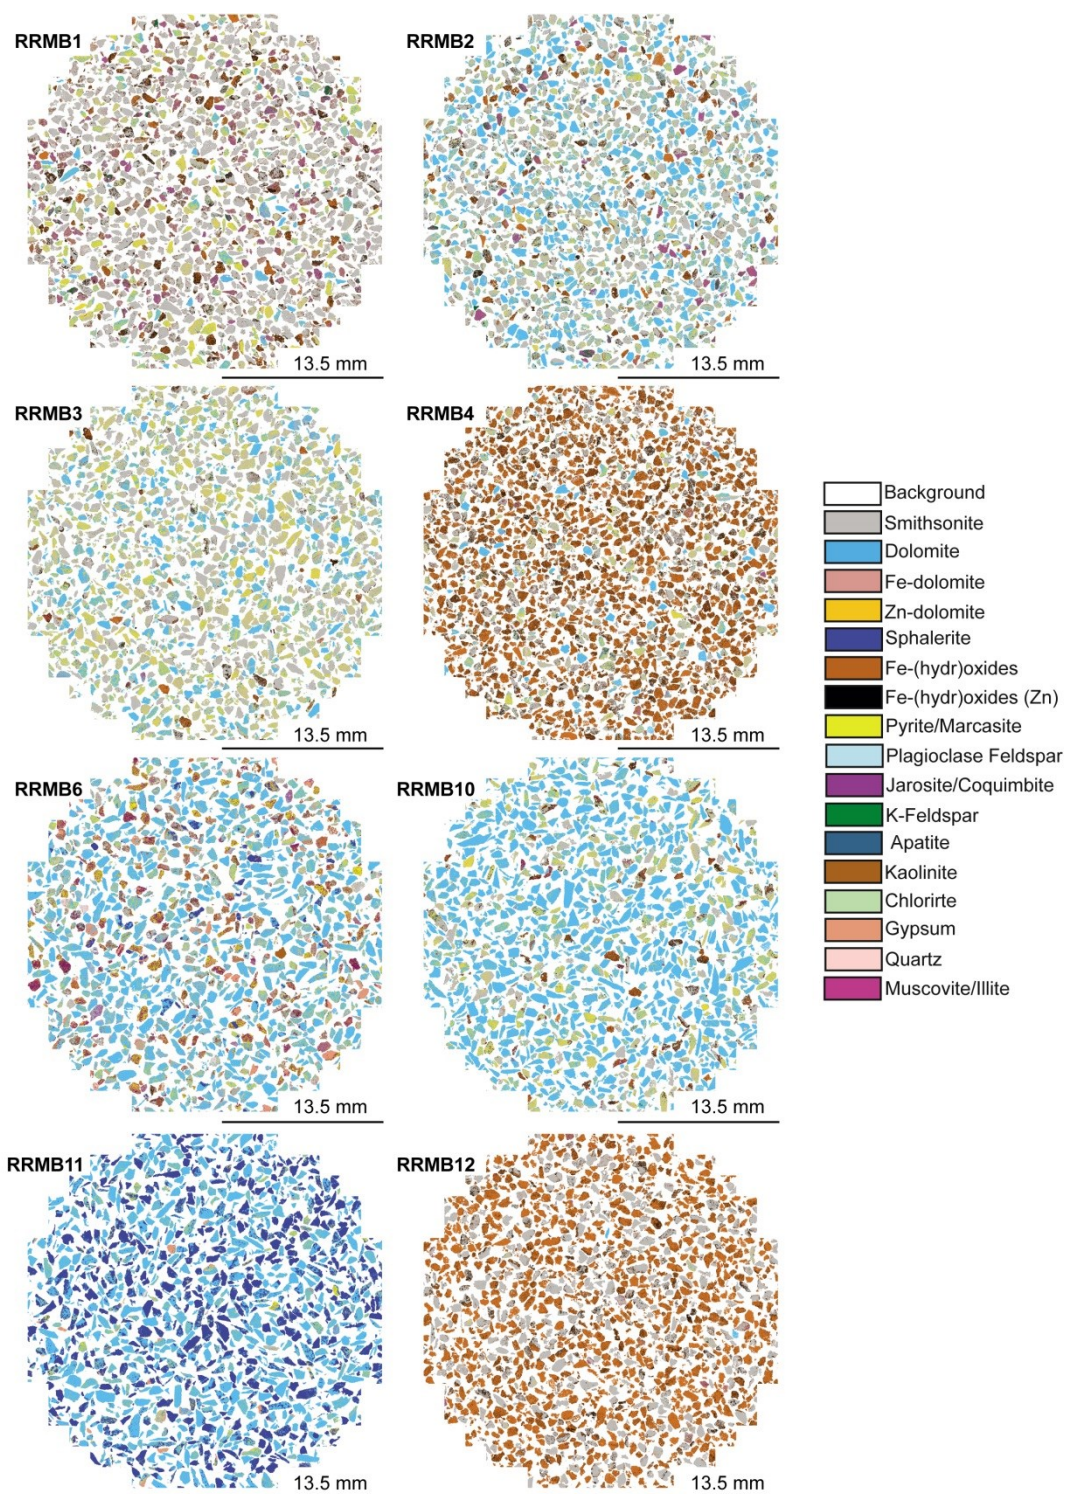 RRMB1
RRMB2
13.5 mm
13.5 mm
RRMB3
RRMB4
13.5 mm
13.5 mm
RRMB6
RRMB10
13.5 mm
13.5 mm
RRMB11
RRMB12
13.5 mm
13.5 mm
Background
Smithsonite
Dolomite
Fe-dolomite
Zn-dolomite
Sphalerite
Fe-(hydr)oxides
Fe-(hydr)oxides (Zn)
Pyrite/Marcasite
Plagioclase Feldspar
Jarosite/Coquimbite
K-Feldspar
Apatite
Kaolinite
Chlorirte
Gypsum
Quartz
Muscovite/Illite